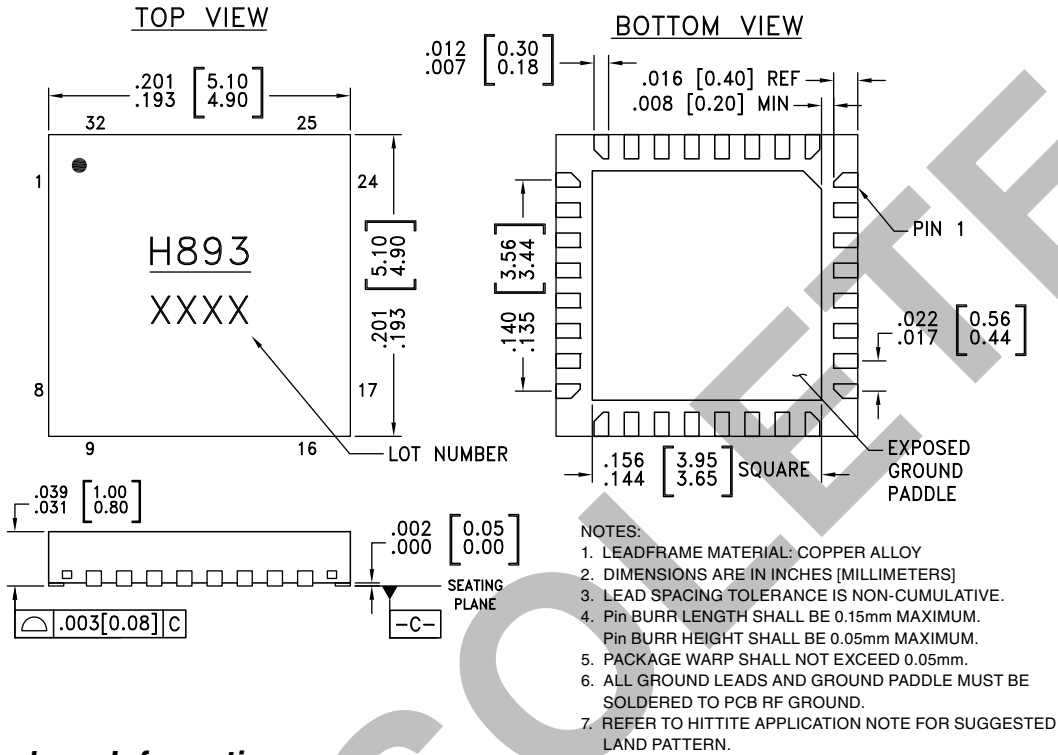 TOP VIEW
.201 [5.10]
.193 [4.90]
32 25
1 24
H893
XXXX
.201 [5.10]
.193 [4.90]
8 17
9 16
LOT NUMBER
BOTTOM VIEW
.012 [0.30]
.007 [0.18]
.016 [0.40] REF
.008 [0.20] MIN
PIN 1
.140 [3.56]
.135 [3.44]
.022 [0.56]
.017 [0.44]
.156 [3.95]
.144 [3.65] SQUARE
EXPOSED
GROUND
PADDLE
.039 [1.00]
.031 [0.80]
.002 [0.05]
.000 [0.00]
SEATING
PLANE
.003[0.08] C
-C-
NOTES:
1. LEADFRAME MATERIAL: COPPER ALLOY
2. DIMENSIONS ARE IN INCHES [MILLIMETERS]
3. LEAD SPACING TOLERANCE IS NON-CUMULATIVE.
4. Pin BURR LENGTH SHALL BE 0.15mm MAXIMUM.
Pin BURR HEIGHT SHALL BE 0.05mm MAXIMUM.
5. PACKAGE WARP SHALL NOT EXCEED 0.05mm.
6. ALL GROUND LEADS AND GROUND PADDLE MUST BE
SOLDERED TO PCB RF GROUND.
7. REFER TO HITTITE APPLICATION NOTE FOR SUGGESTED
LAND PATTERN.